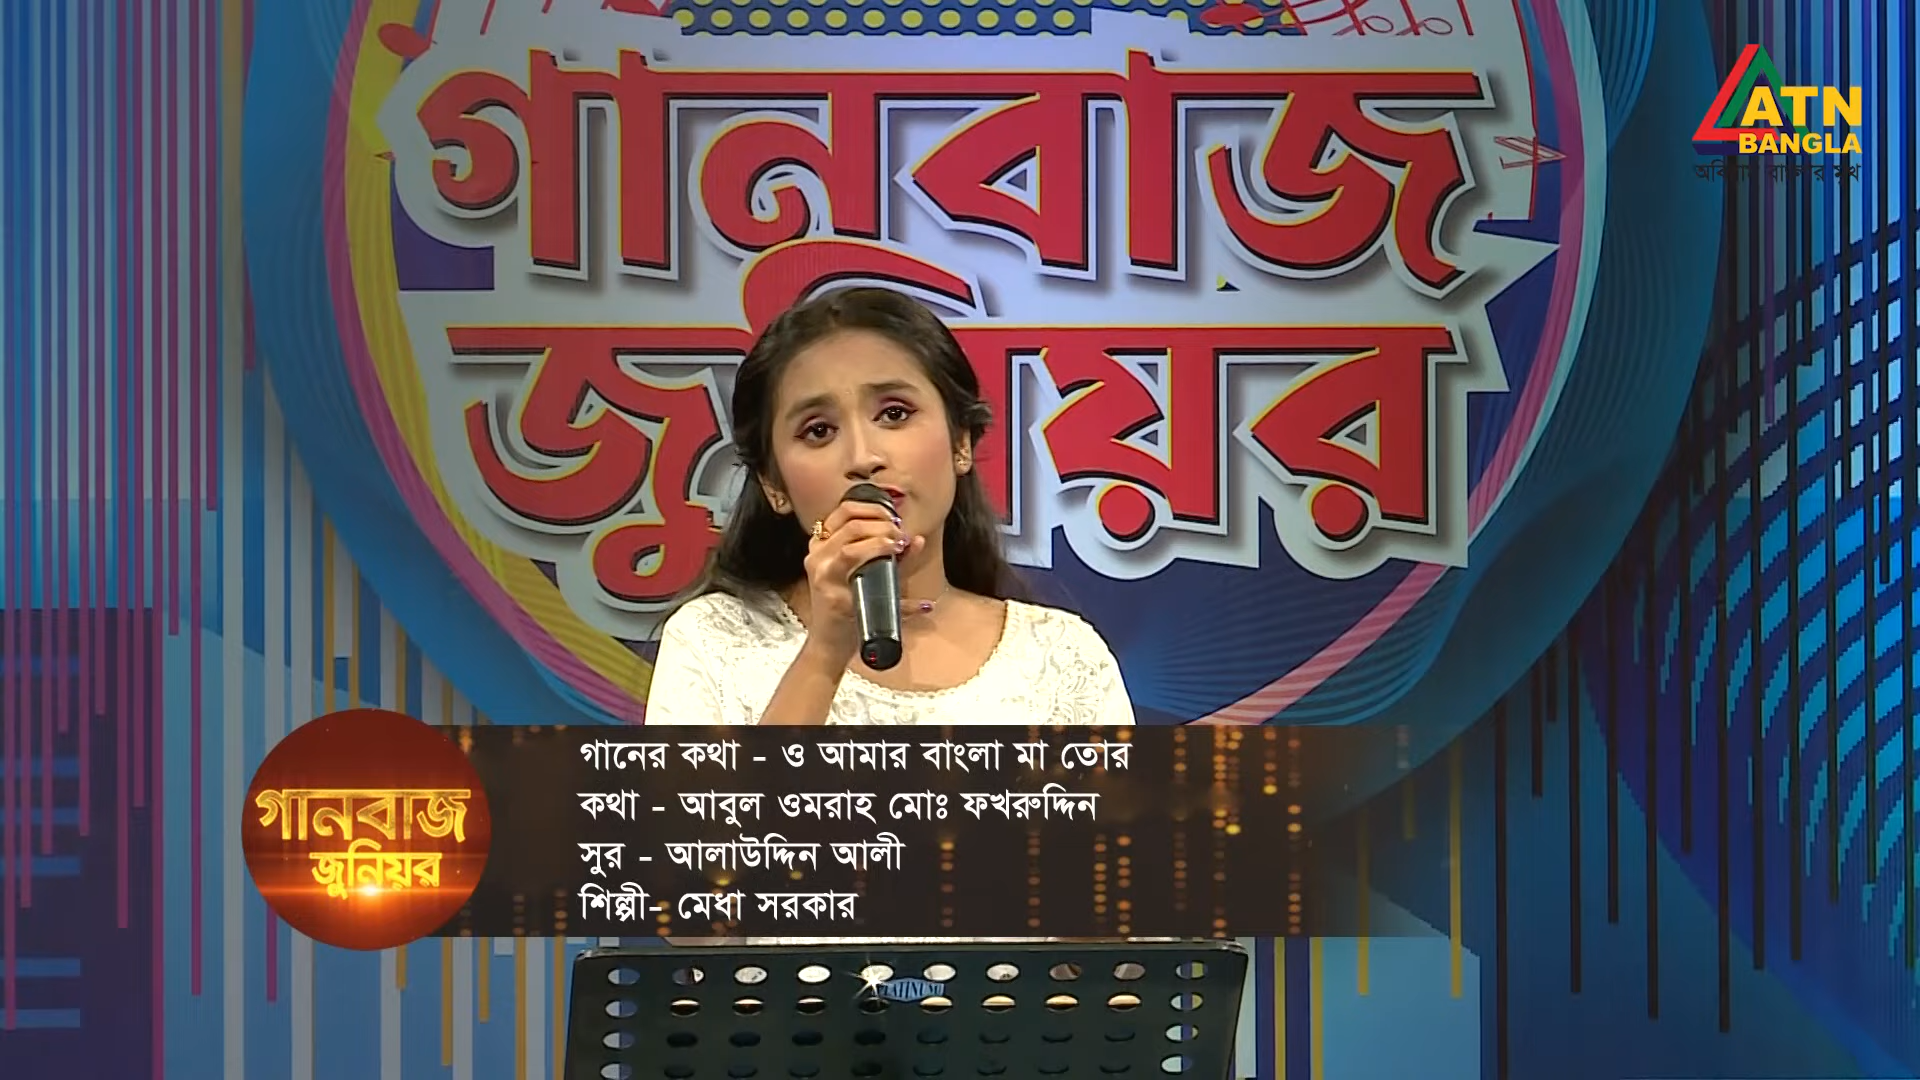 গানবাজ
জুনিয়র
ATN
BANGLA
গানের কথা - ও আমার বাংলা মা তোর
কথা - আবুল ওমরাহ মোঃ ফখরুদ্দিন
সুর - আলাউদ্দিন আলী
শিল্পী- মেধা সরকার
গানবাজ
জুনিয়র